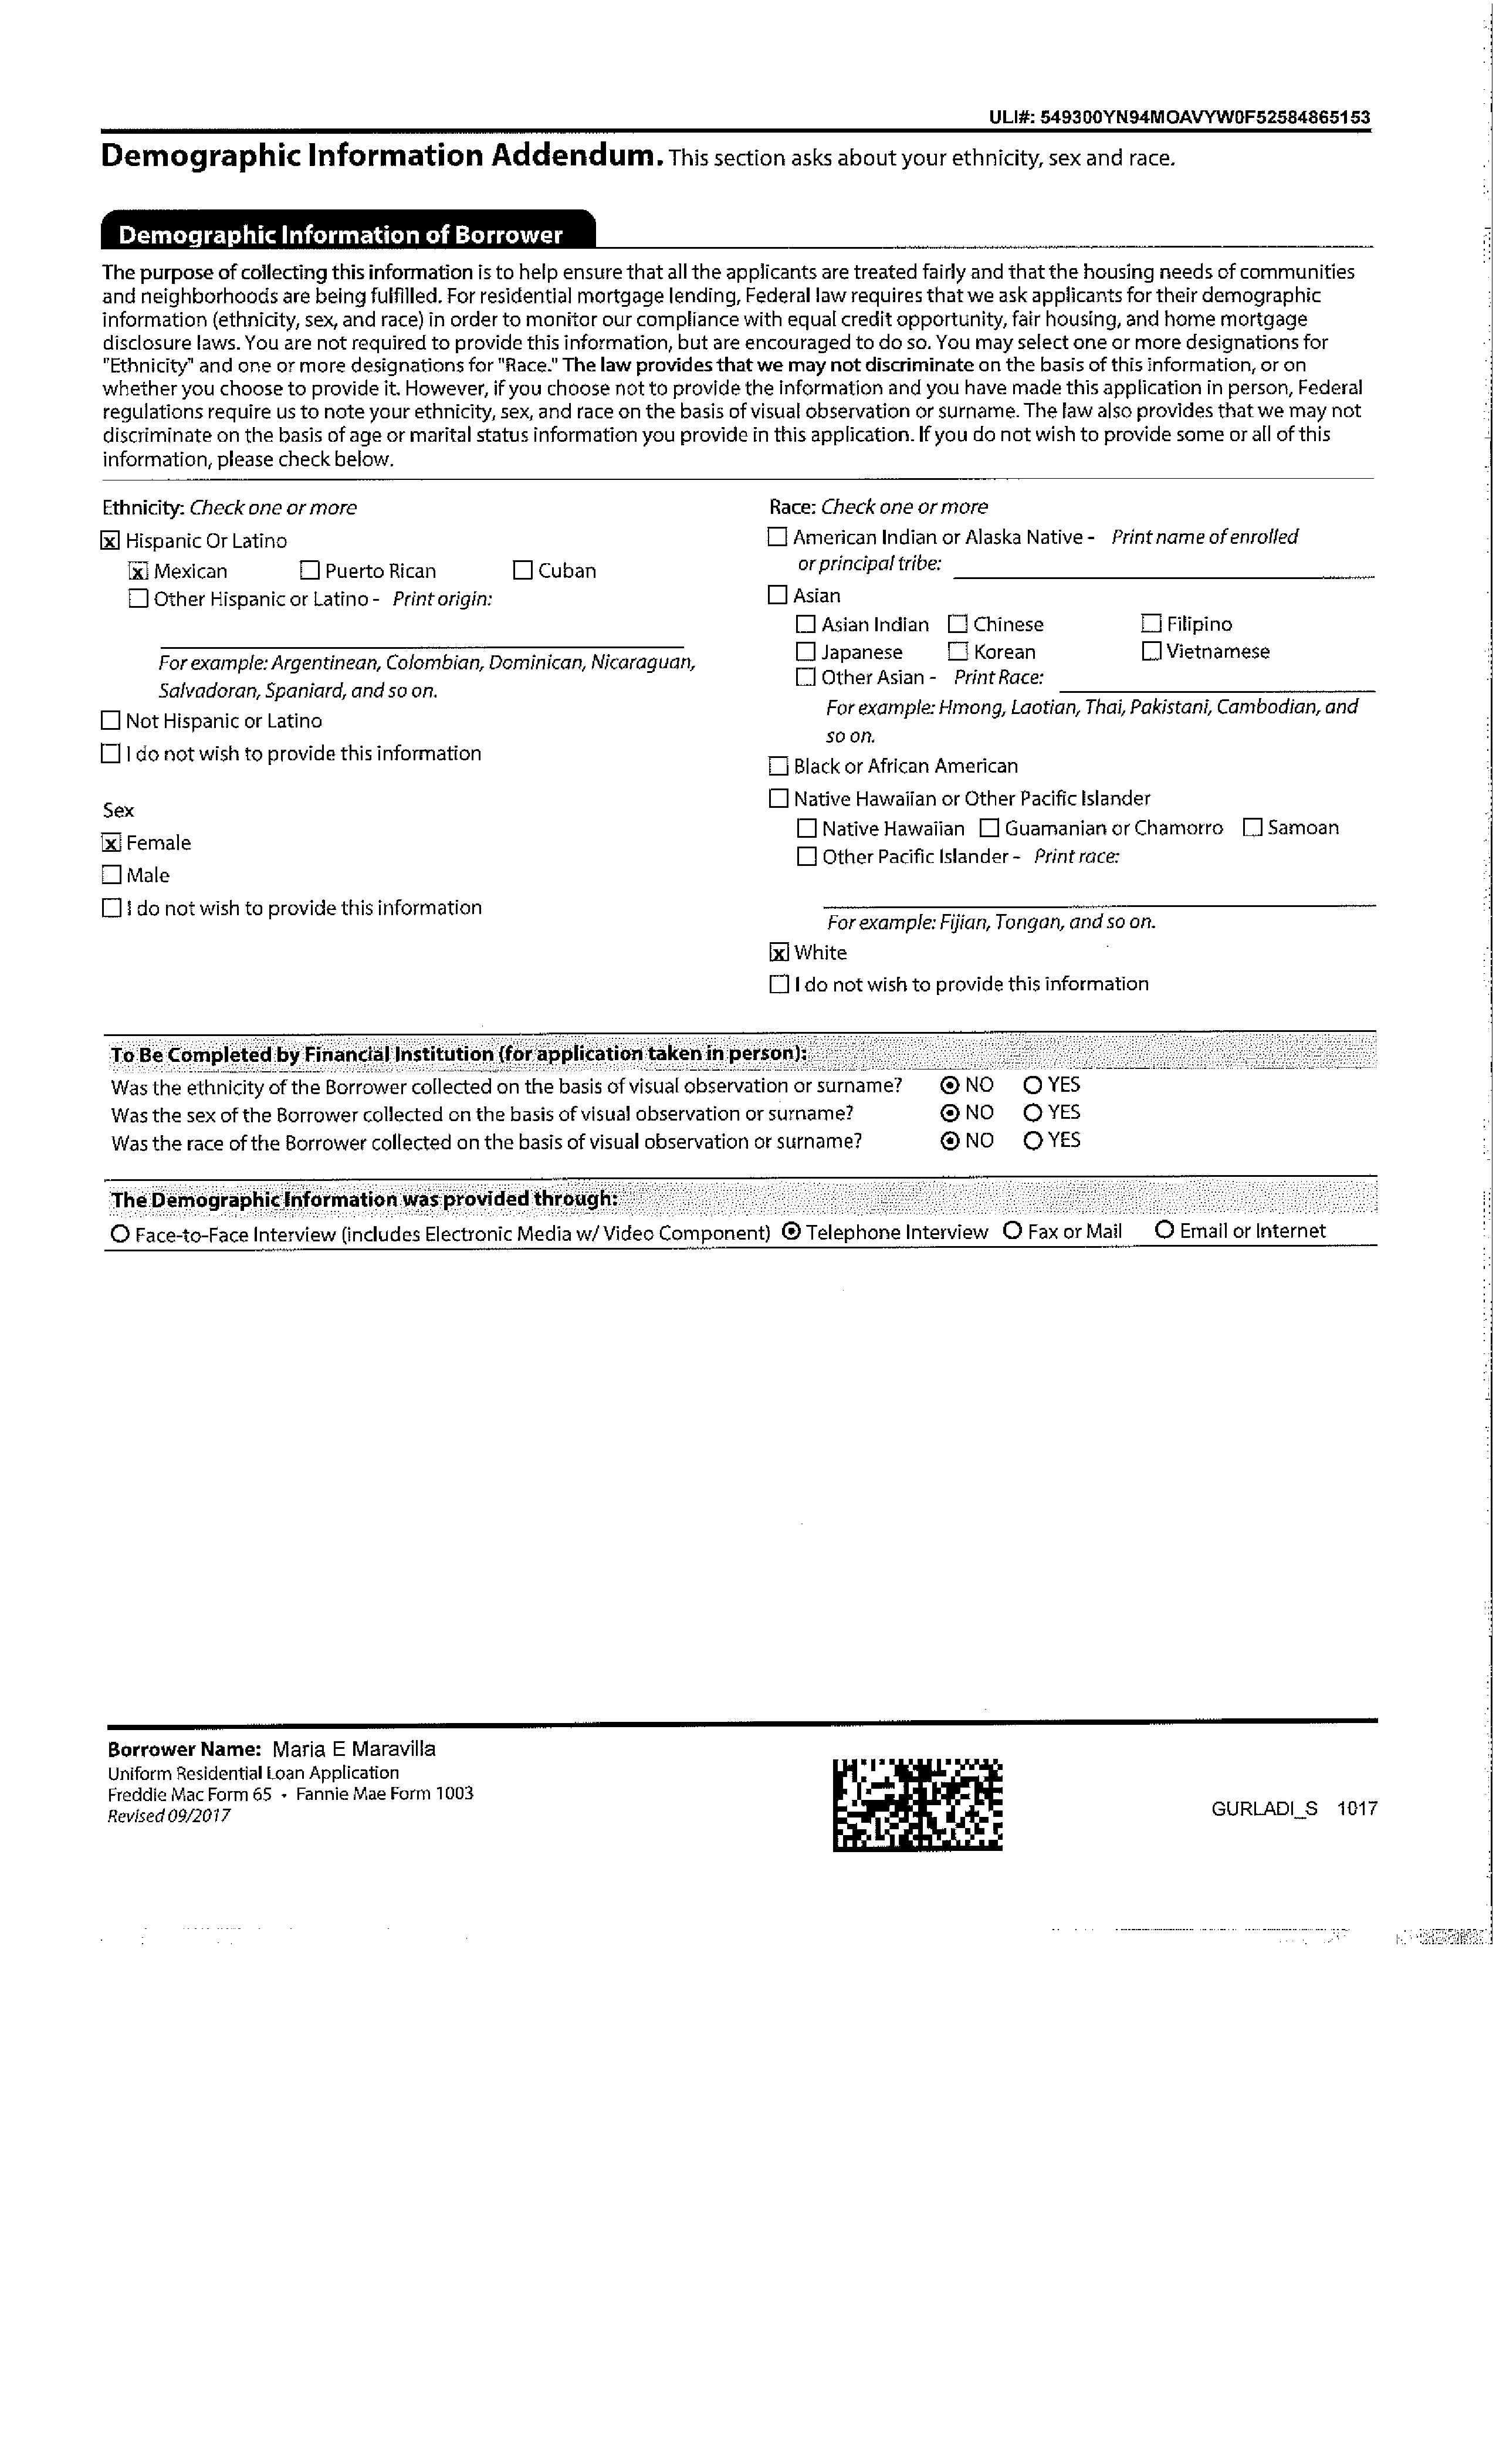 ULI#: 549300YN94MOAVYW0F52584865153
Demographic Information Addendum. This section asks about your ethnicity, sex and race.
Demographic Information of Borrower
The purpose of collecting this information is to help ensure that all the applicants are treated fairly and that the housing needs of communities
and neighborhoods are being fulfilled. For residential mortgage lending, Federal law requires that we ask applicants for their demographic
information (ethnicity, sex, and race) in order to monitor our compliance with equal credit opportunity, fair housing, and home mortgage
disclosure laws. You are not required to provide this information, but are encouraged to do so. You may select one or more designations for
"Ethnicity" and one or more designations for "Race." The law provides that we may not discriminate on the basis of this information, or on
whether you choose to provide it. However, if you choose not to provide the information and you have made this application in person, Federal
regulations require us to note your ethnicity, sex, and race on the basis of visual observation or surname. The law also provides that we may not
discriminate on the basis of age or marital status information you provide in this application. If you do not wish to provide some or all of this
information, please check below.
Ethnicity: Check one or more
☒ Hispanic Or Latino
☒ Mexican ☐ Puerto Rican ☐ Cuban
☐ Other Hispanic or Latino - Print origin:
For example: Argentinean, Colombian, Dominican, Nicaraguan,
Salvadoran, Spaniard, and so on.
☐ Not Hispanic or Latino
☐ I do not wish to provide this information
Sex
☒ Female
☐ Male
☐ I do not wish to provide this information
Race: Check one or more
☐ American Indian or Alaska Native - Print name of enrolled
or principal tribe:
☐ Asian
☐ Asian Indian ☐ Chinese ☐ Filipino
☐ Japanese ☐ Korean ☐ Vietnamese
☐ Other Asian - Print Race:
For example: Hmong, Laotian, Thai, Pakistani, Cambodian, and
so on.
☐ Black or African American
☐ Native Hawaiian or Other Pacific Islander
☐ Native Hawaiian ☐ Guamanian or Chamorro ☐ Samoan
☐ Other Pacific Islander - Print race:
For example: Fijian, Tongan, and so on.
☒ White
☐ I do not wish to provide this information
To Be Completed by Financial Institution (for application taken in person):
Was the ethnicity of the Borrower collected on the basis of visual observation or surname? ◉ NO ○ YES
Was the sex of the Borrower collected on the basis of visual observation or surname? ◉ NO ○ YES
Was the race of the Borrower collected on the basis of visual observation or surname? ◉ NO ○ YES
The Demographic Information was provided through:
○ Face-to-Face Interview (includes Electronic Media w/ Video Component) ◉ Telephone Interview ○ Fax or Mail ○ Email or Internet
Borrower Name: Maria E Maravilla
Uniform Residential Loan Application
Freddie Mac Form 65 • Fannie Mae Form 1003
Revised 09/2017
GURLADI_S 1017